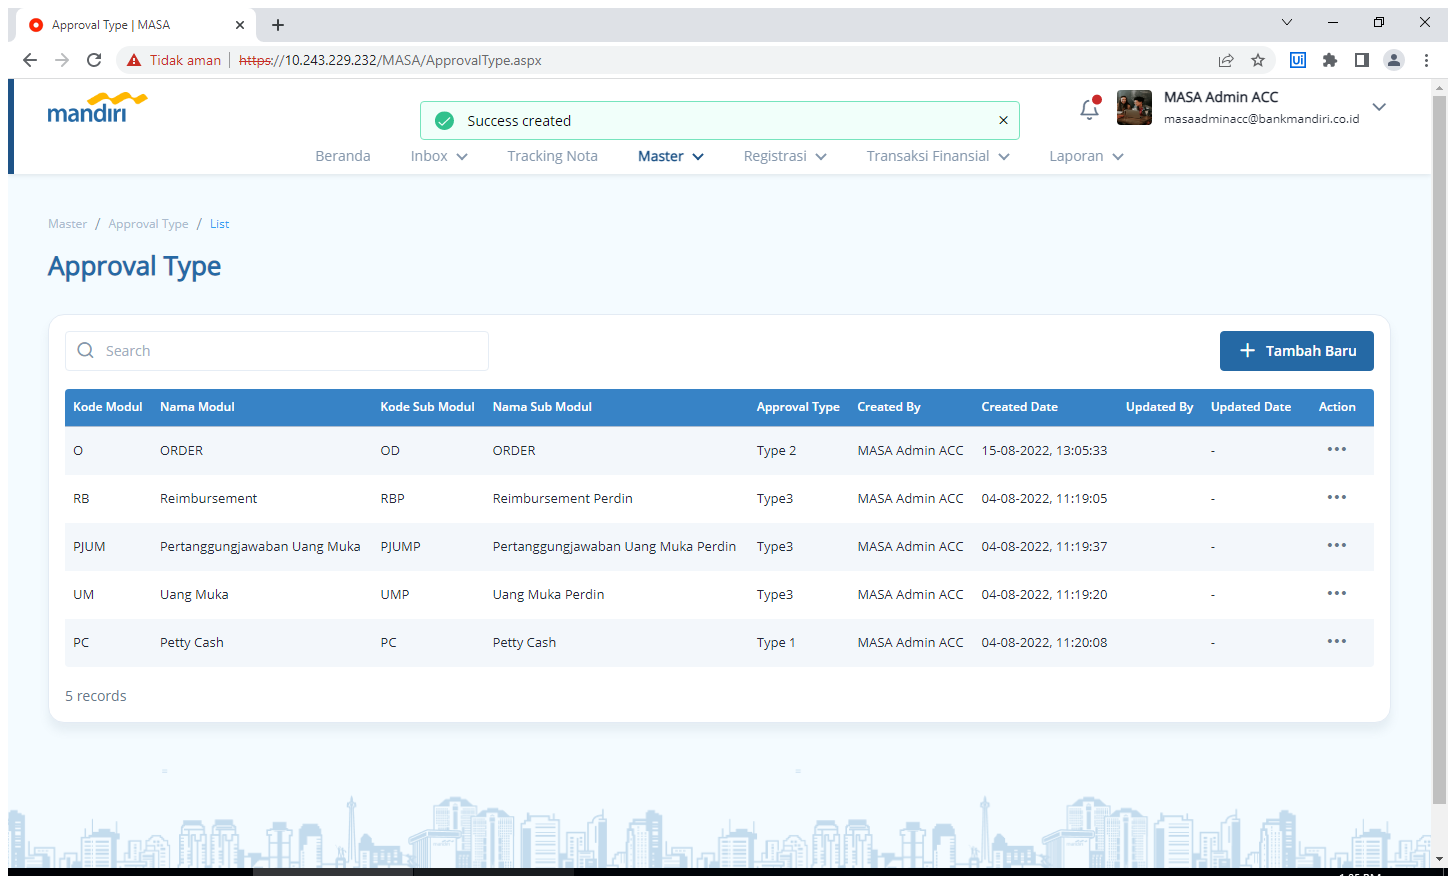 Approval Type | MASA
Tidak aman | https://10.243.229.232/MASA/ApprovalType.aspx
mandiri
Success created
MASA Admin ACC
masaadminacc@bankmandiri.co.id
Beranda Inbox Tracking Nota Master Registrasi Transaksi Finansial Laporan
Master / Approval Type / List
Approval Type
Search
+ Tambah Baru
Kode Modul Nama Modul Kode Sub Modul Nama Sub Modul Approval Type Created By Created Date Updated By Updated Date Action
O ORDER OD ORDER Type 2 MASA Admin ACC 15-08-2022, 13:05:33 - •••
RB Reimbursement RBP Reimbursement Perdin Type3 MASA Admin ACC 04-08-2022, 11:19:05 - •••
PJUM Pertanggungjawaban Uang Muka PJUMP Pertanggungjawaban Uang Muka Perdin Type3 MASA Admin ACC 04-08-2022, 11:19:37 - •••
UM Uang Muka UMP Uang Muka Perdin Type3 MASA Admin ACC 04-08-2022, 11:19:20 - •••
PC Petty Cash PC Petty Cash Type 1 MASA Admin ACC 04-08-2022, 11:20:08 - •••
5 records